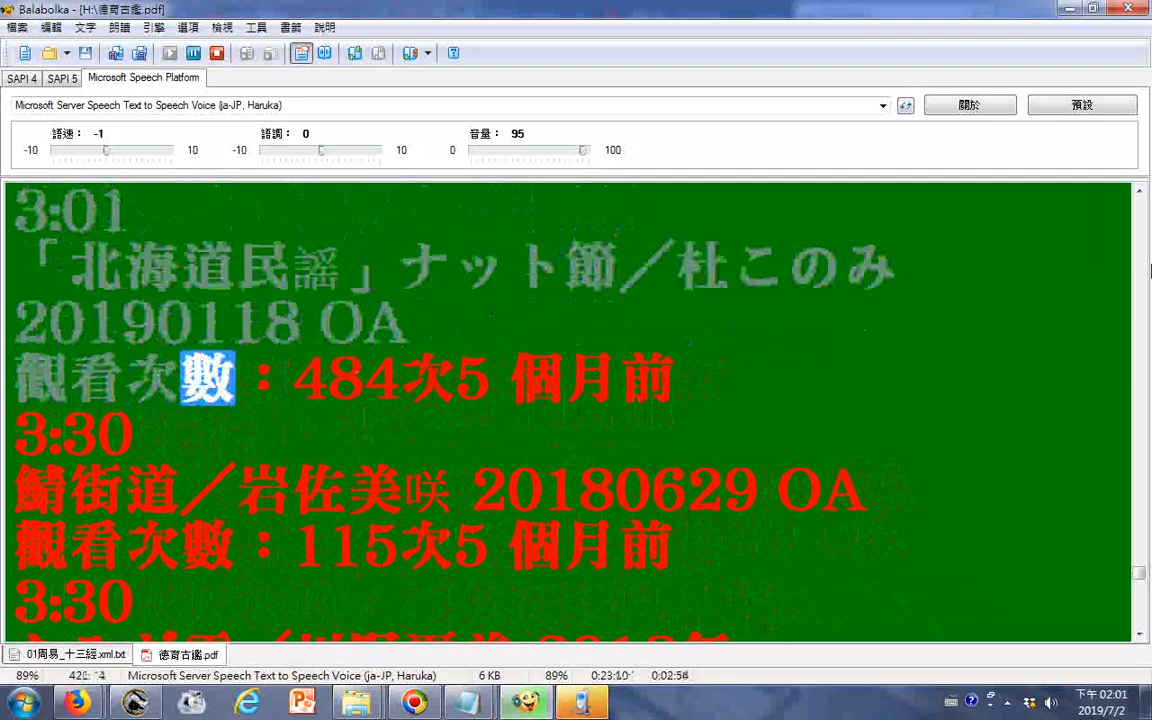 Balabolka - [H:\德育古鑑.pdf]
檔案 編輯 文字 朗讀 引擎 選項 檢視 工具 書籤 說明
SAPI 4 SAPI 5 Microsoft Speech Platform
Microsoft Server Speech Text to Speech Voice (ja-JP, Haruka) 關於 預設
語速： -1 語調： 0 音量： 95
-10 10 -10 10 0 100
3:01
「北海道民謡」ナット節／杜このみ
20190118 OA
觀看次數：484次5 個月前
3:30
鯖街道／岩佐美咲 20180629 OA
觀看次數：115次5 個月前
3:30
01周易_十三經.xml.txt 德育古鑑.pdf
89% Microsoft Server Speech Text to Speech Voice (ja-JP, Haruka) 6 KB 89% 0:23:10
下午 02:01
2019/7/2